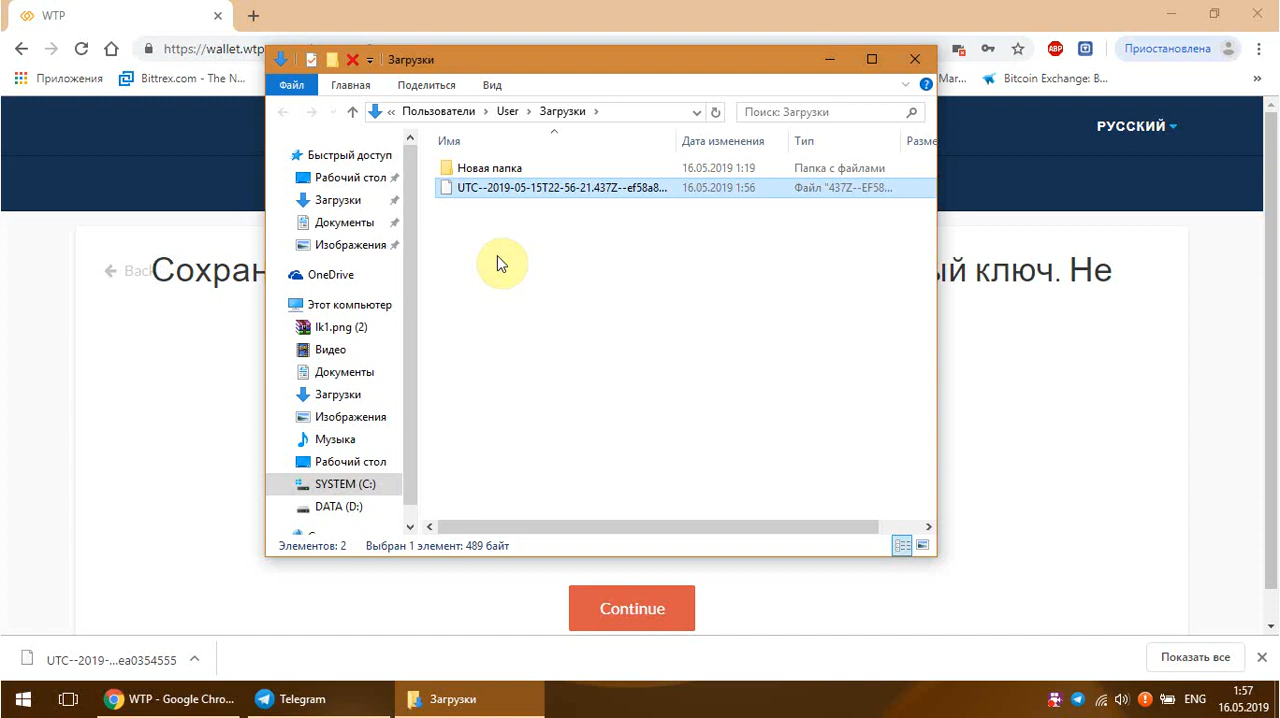 WTP
https://wallet.wtp
Приостановлена
Приложения
Bittrex.com - The N...
Mar...
Bitcoin Exchange: B...
»
РУССКИЙ
Загрузки
Файл
Главная
Поделиться
Вид
« Пользователи > User > Загрузки >
Поиск: Загрузки
Имя
Дата изменения
Тип
Разме
Новая папка
16.05.2019 1:19
Папка с файлами
UTC--2019-05-15T22-56-21.437Z--ef58a8...
16.05.2019 1:56
Файл "437Z--EF58...
Быстрый доступ
Рабочий стол
Загрузки
Документы
Изображения
OneDrive
Этот компьютер
lk1.png (2)
Видео
Документы
Загрузки
Изображения
Музыка
Рабочий стол
SYSTEM (C:)
DATA (D:)
Элементов: 2
Выбран 1 элемент: 489 байт
Back
Сохран
ый ключ. Не
Continue
UTC--2019-...ea0354555
Показать все
WTP - Google Chro...
Telegram
Загрузки
ENG
1:57
16.05.2019